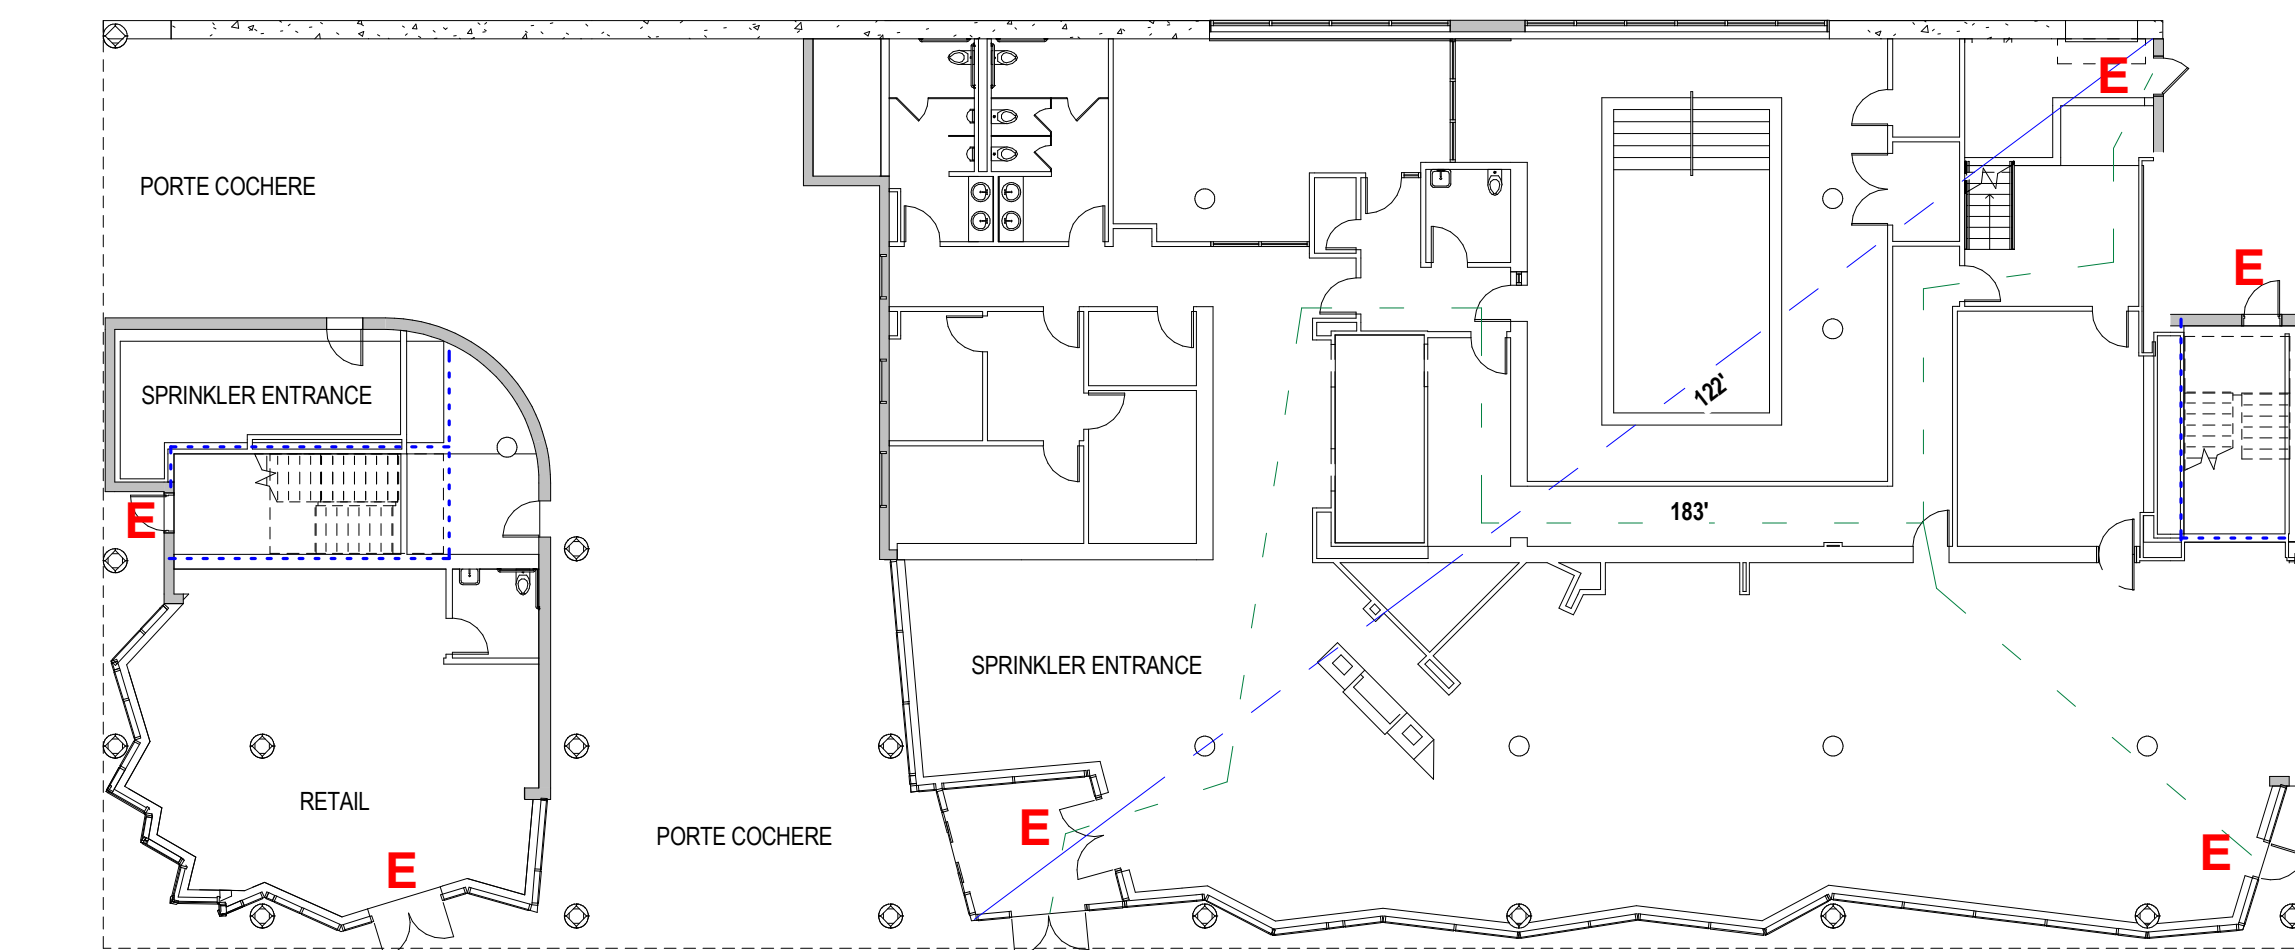 E
PORTE COCHERE
E
SPRINKLER ENTRANCE
122'
183'
E
SPRINKLER ENTRANCE
RETAIL
E
PORTE COCHERE
E
E